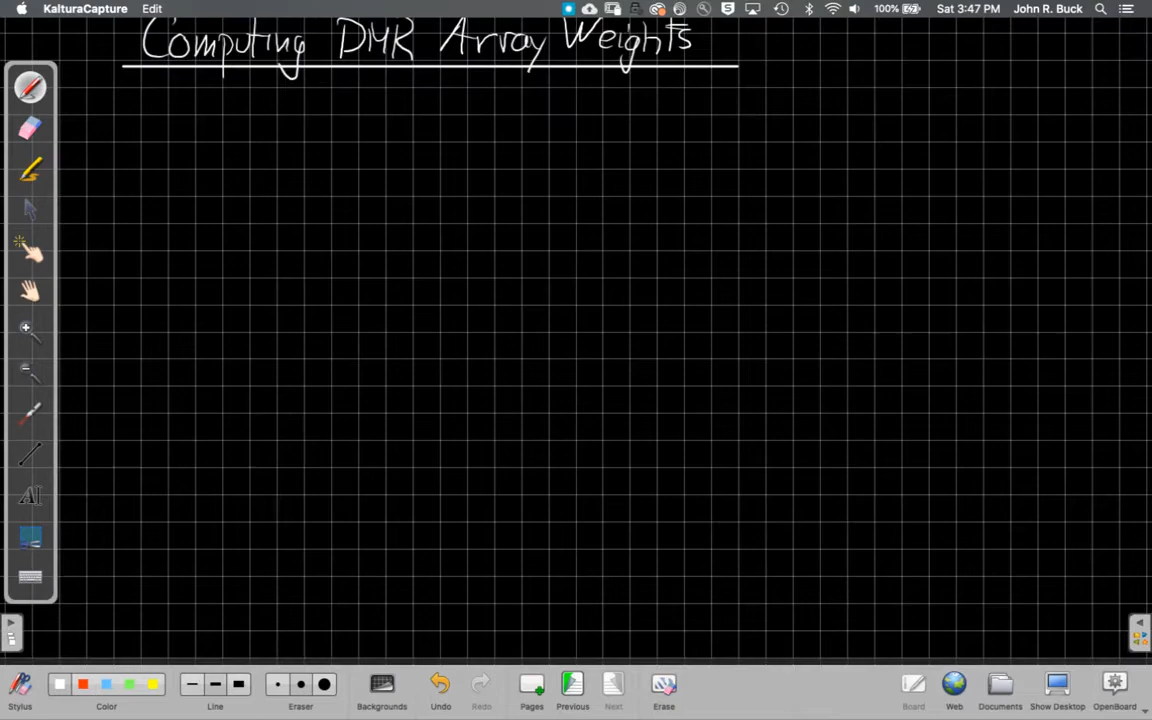 KalturaCapture Edit 100% Sat 3:47 PM John R. Buck
Computing DMR Array Weights
Stylus Color Line Eraser Backgrounds Undo Redo Pages Previous Next Erase Board Web Documents Show Desktop OpenBoard